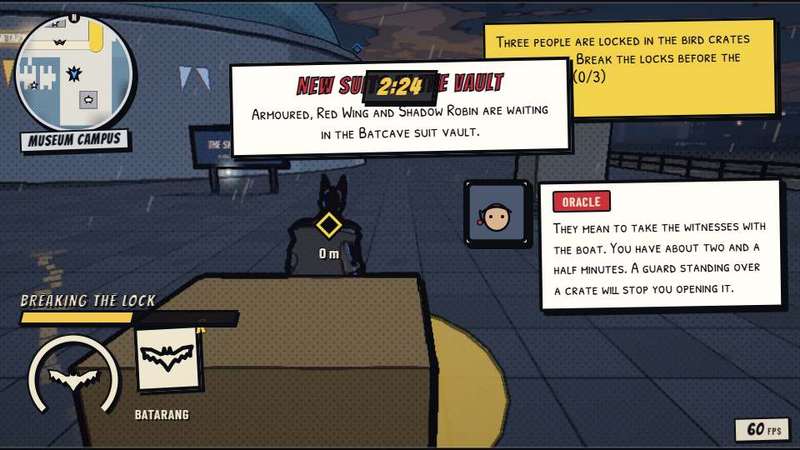 Three people are locked in the bird crates
Break the locks before the
(0/3)
New Su
2:24
e Vault
Armoured, Red Wing and Shadow Robin are waiting
in the Batcave suit vault.
Museum Campus
Oracle
They mean to take the witnesses with
the boat. You have about two and a
half minutes. A guard standing over
a crate will stop you opening it.
0 m
Breaking the lock
Batarang
60 FPS